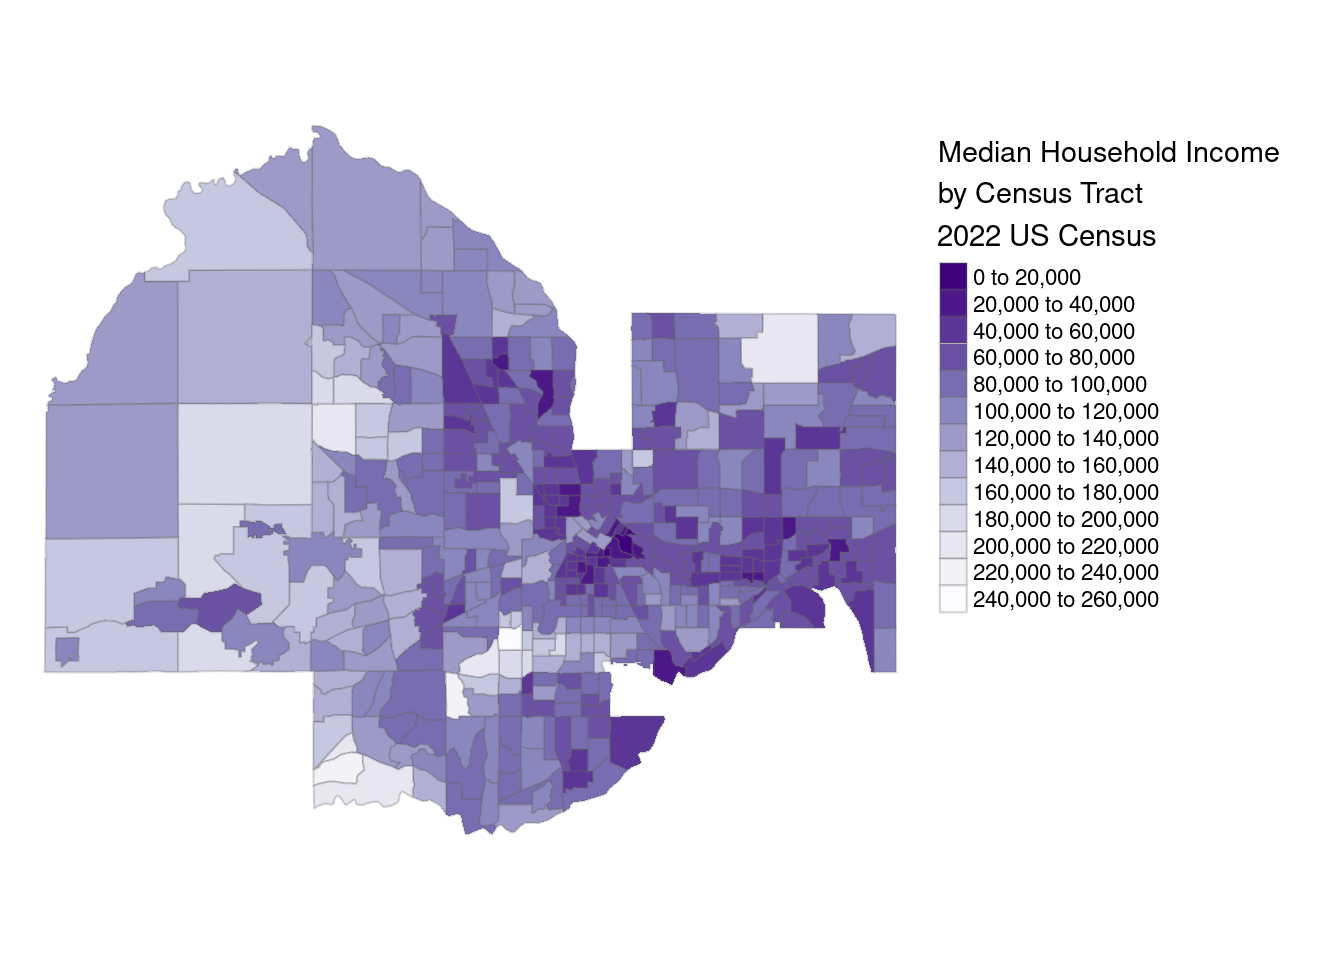 Median Household Income
by Census Tract
2022 US Census
0 to 20,000
20,000 to 40,000
40,000 to 60,000
60,000 to 80,000
80,000 to 100,000
100,000 to 120,000
120,000 to 140,000
140,000 to 160,000
160,000 to 180,000
180,000 to 200,000
200,000 to 220,000
220,000 to 240,000
240,000 to 260,000